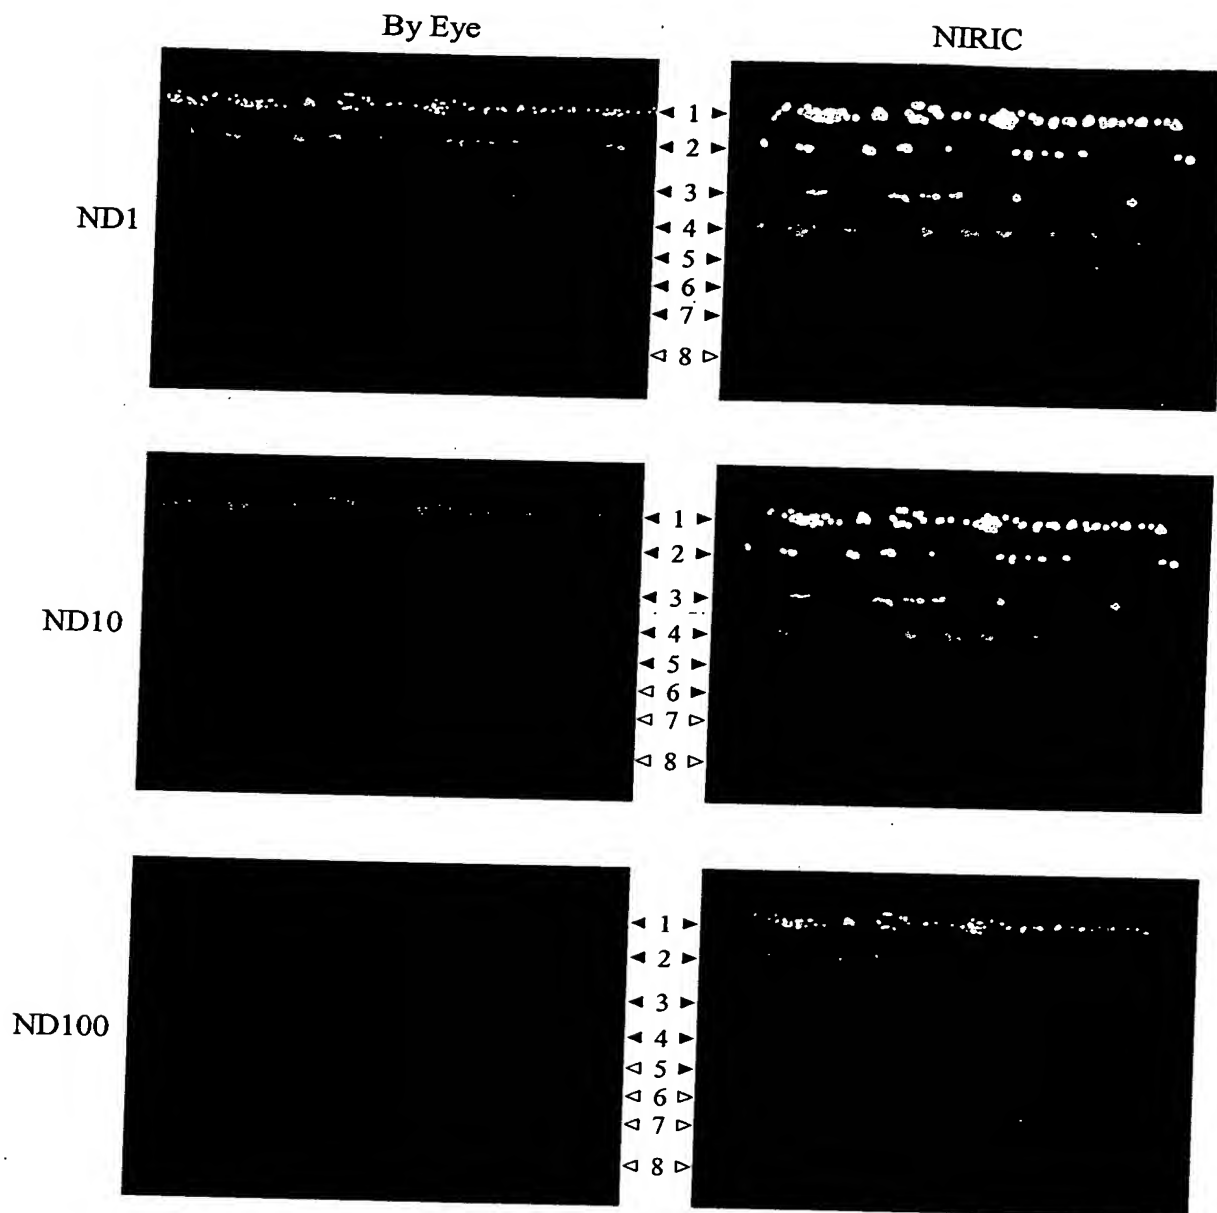 By Eye
NIRIC
ND1
◄ 1 ►
◄ 2 ►
◄ 3 ►
◄ 4 ►
◄ 5 ►
◄ 6 ►
◄ 7 ►
◅ 8 ▻
ND10
◄ 1 ►
◄ 2 ►
◄ 3 ►
◄ 4 ►
◄ 5 ►
◅ 6 ►
◅ 7 ▻
◅ 8 ▻
ND100
◄ 1 ►
◄ 2 ►
◄ 3 ►
◄ 4 ►
◅ 5 ►
◅ 6 ▻
◅ 7 ▻
◅ 8 ▻